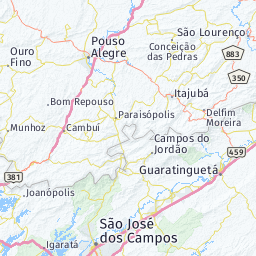 São Lourenço
Pouso
Alegre
Conceição
das Pedras
Ouro
Fino
883
350
Itajubá
Bom Repouso
Paraisópolis
Delfim
Moreira
Munhoz
Cambuí
Campos do
Jordão
459
Guaratinguetá
381
Joanópolis
São José
dos Campos
Igaratá